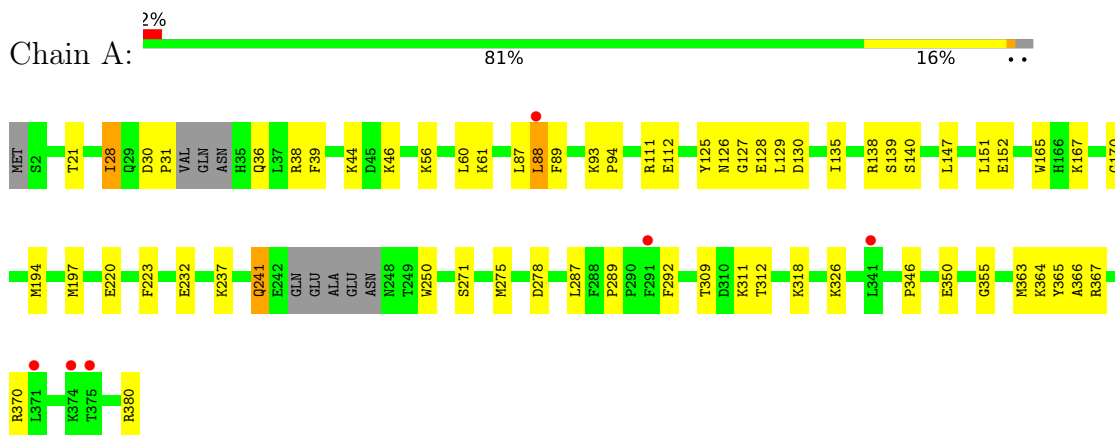 2%
Chain A:
81% 16% • •
MET S2 T21 I28 Q29 D30 P31 VAL GLN ASN H35 Q36 L37 R38 F39 K44 D45 K46 K56 L60 K61 L87 L88 F89 K93 P94 R111 E112 Y125 N126 G127 E128 L129 D130 I135 R138 S139 S140 L147 L151 E152 W165 H166 K167 G170
M194 M197 E220 F223 E232 K237 Q241 E242 GLN GLU ALA GLU ASN N248 T249 W250 S271 M275 D278 L287 F288 P289 P290 F291 F292 T309 D310 K311 T312 K318 K326 L341 P346 E350 G355 M363 K364 Y365 A366 R367
R370 L371 K374 T375 R380